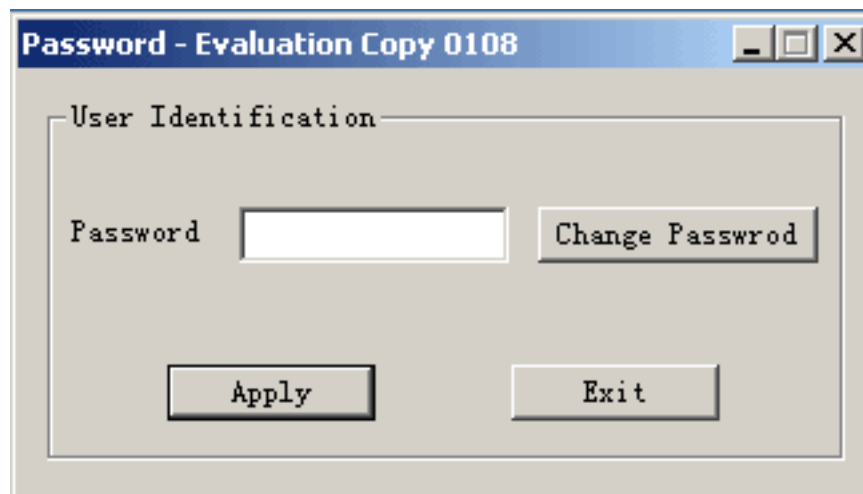 Password - Evaluation Copy 0108
User Identification
Password Change Passwrod
Apply Exit